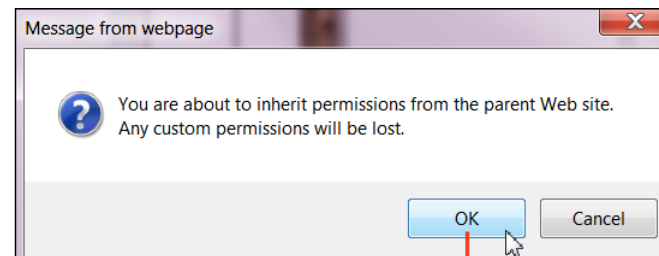 Message from webpage
You are about to inherit permissions from the parent Web site.
Any custom permissions will be lost.
OK
Cancel